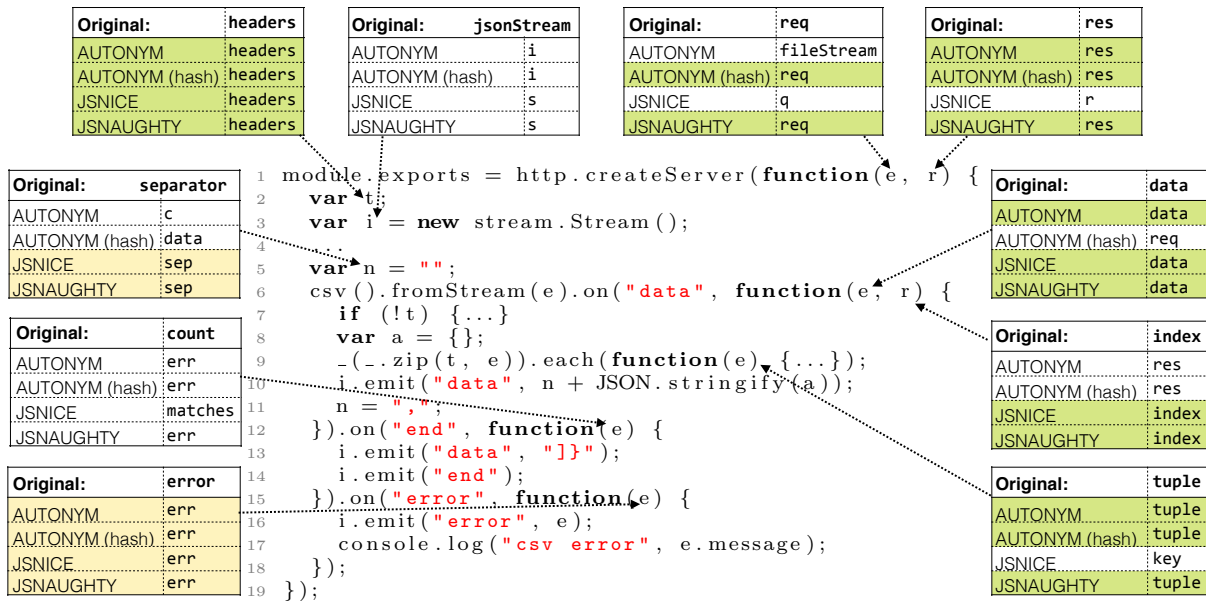 Original: headers
AUTONYM headers
AUTONYM (hash) headers
JSNICE headers
JSNAUGHTY headers
Original: jsonStream
AUTONYM i
AUTONYM (hash) i
JSNICE s
JSNAUGHTY s
Original: req
AUTONYM fileStream
AUTONYM (hash) req
JSNICE q
JSNAUGHTY req
Original: res
AUTONYM res
AUTONYM (hash) res
JSNICE r
JSNAUGHTY res
Original: separator
AUTONYM c
AUTONYM (hash) data
JSNICE sep
JSNAUGHTY sep
Original: count
AUTONYM err
AUTONYM (hash) err
JSNICE matches
JSNAUGHTY err
Original: error
AUTONYM err
AUTONYM (hash) err
JSNICE err
JSNAUGHTY err
1 module.exports = http.createServer(function(e, r) {
2 var t;
3 var i = new stream.Stream();
4 ...
5 var n = "";
6 csv().fromStream(e).on("data", function(e, r) {
7 if (!t) {...}
8 var a = {};
9 _(_.zip(t, e)).each(function(e) {...});
10 i.emit("data", n + JSON.stringify(a));
11 n = ",";
12 }).on("end", function(e) {
13 i.emit("data", "]}");
14 i.emit("end");
15 }).on("error", function(e) {
16 i.emit("error", e);
17 console.log("csv error", e.message);
18 });
19 });
Original: data
AUTONYM data
AUTONYM (hash) req
JSNICE data
JSNAUGHTY data
Original: index
AUTONYM res
AUTONYM (hash) res
JSNICE index
JSNAUGHTY index
Original: tuple
AUTONYM tuple
AUTONYM (hash) tuple
JSNICE key
JSNAUGHTY tuple